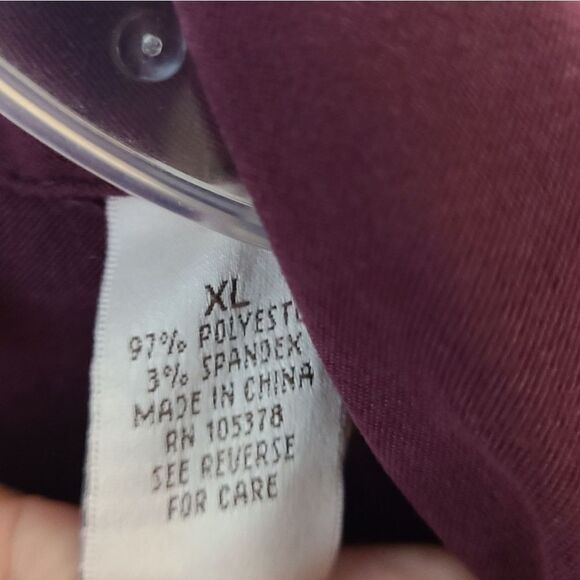 XL
97% POLYEST
3% SPANDEX
MADE IN CHINA
RN 105378
SEE REVERSE
FOR CARE